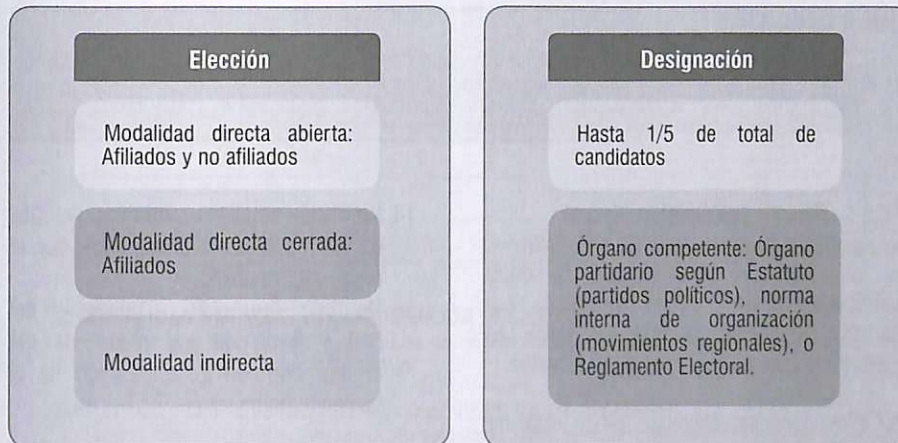 Elección
Modalidad directa abierta:
Afiliados y no afiliados
Modalidad directa cerrada:
Afiliados
Modalidad indirecta
Designación
Hasta 1/5 de total de
candidatos
Órgano competente: Órgano
partidario según Estatuto
(partidos políticos), norma
interna de organización
(movimientos regionales), o
Reglamento Electoral.